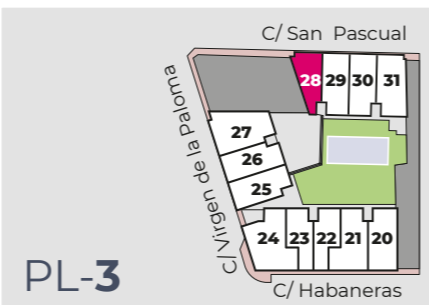 C/ San Pascual
28 29 30 31
C/ Virgen de la Paloma
27
26
25
24 23 22 21 20
PL-3
C/ Habaneras